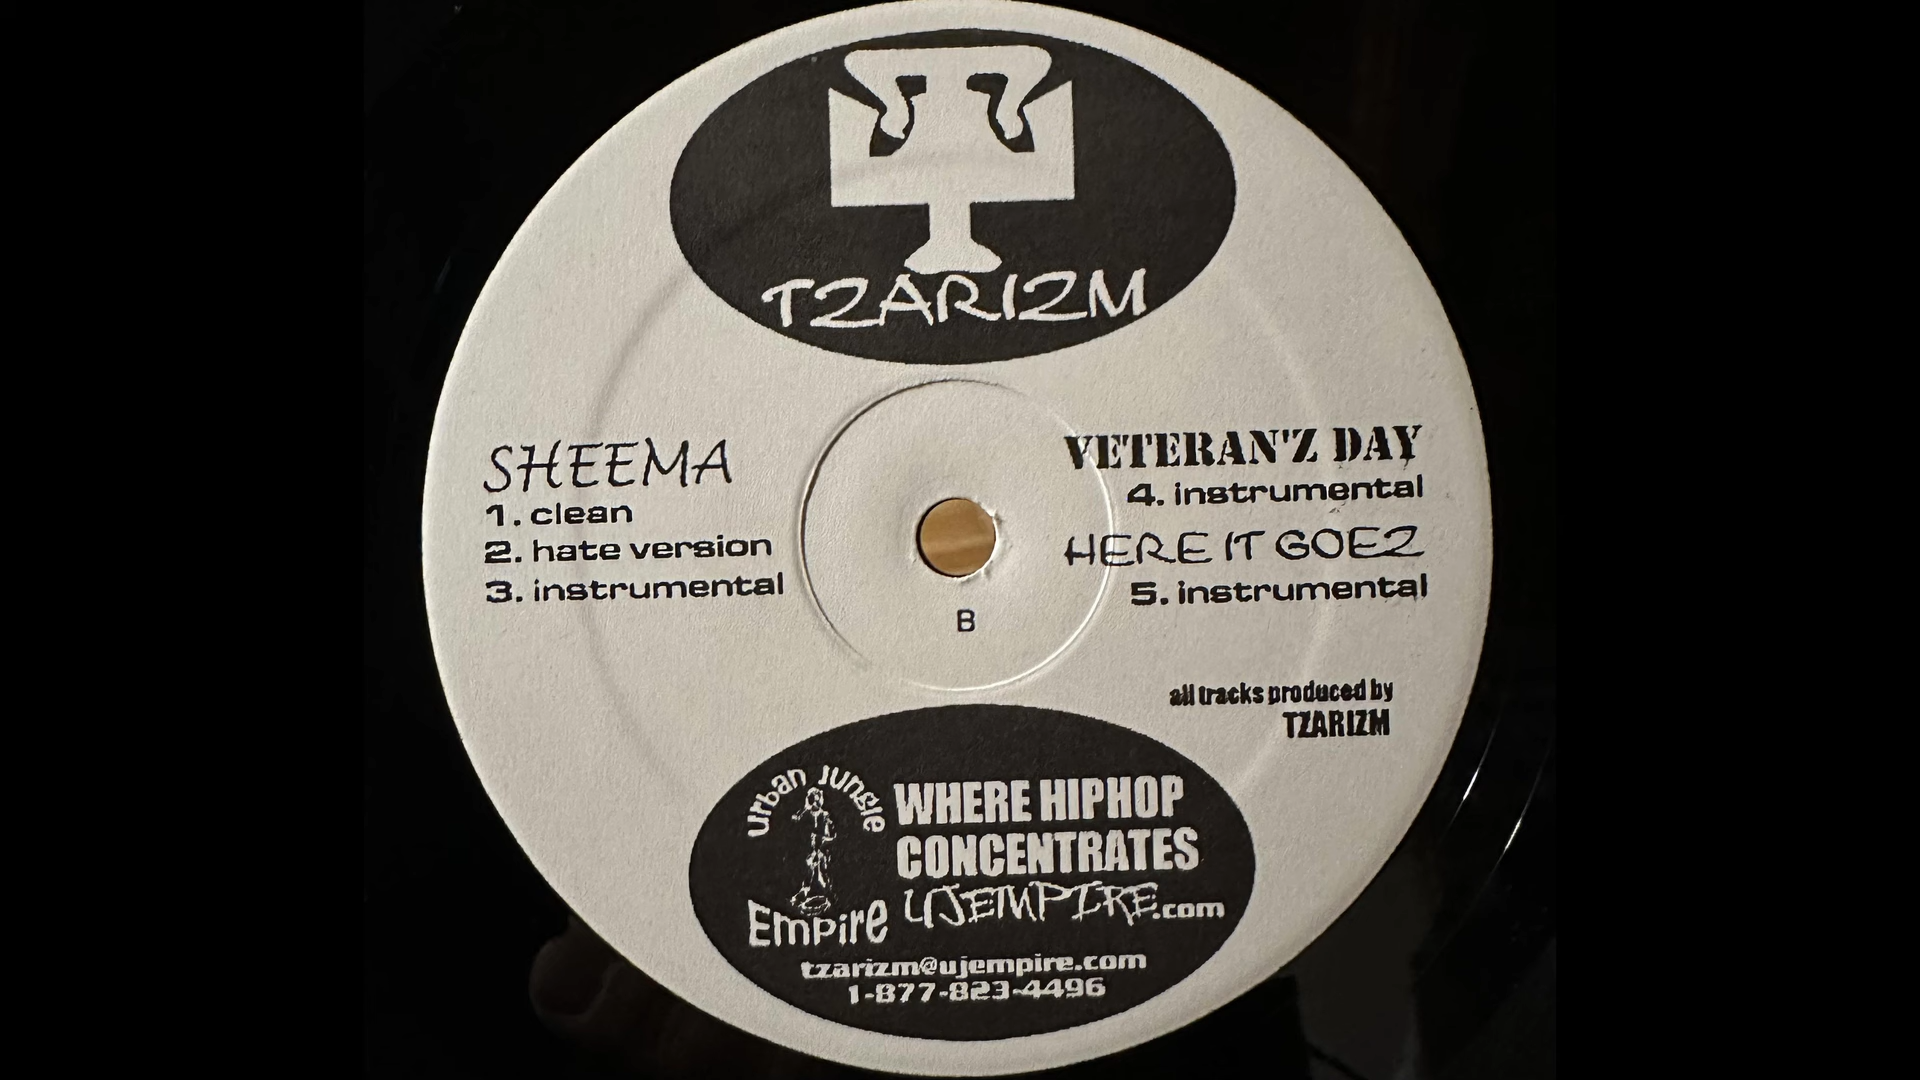 TZARIZM
SHEEMA
1. clean
2. hate version
3. instrumental
VETERAN'Z DAY
4. instrumental
HERE IT GOEZ
5. instrumental
B
all tracks produced by
TZARIZM
urban jungle
Empire
WHERE HIPHOP
CONCENTRATES
UJEMPIRE.com
tzarizm@ujempire.com
1-877-823-4496